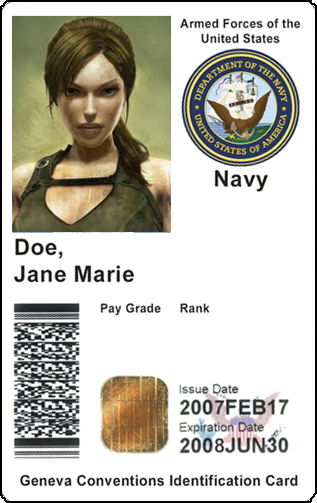 Armed Forces of the
United States
DEPARTMENT OF THE NAVY
UNITED STATES OF AMERICA
Navy
Doe,
Jane Marie
Pay Grade Rank
Issue Date
2007FEB17
Expiration Date
2008JUN30
Geneva Conventions Identification Card